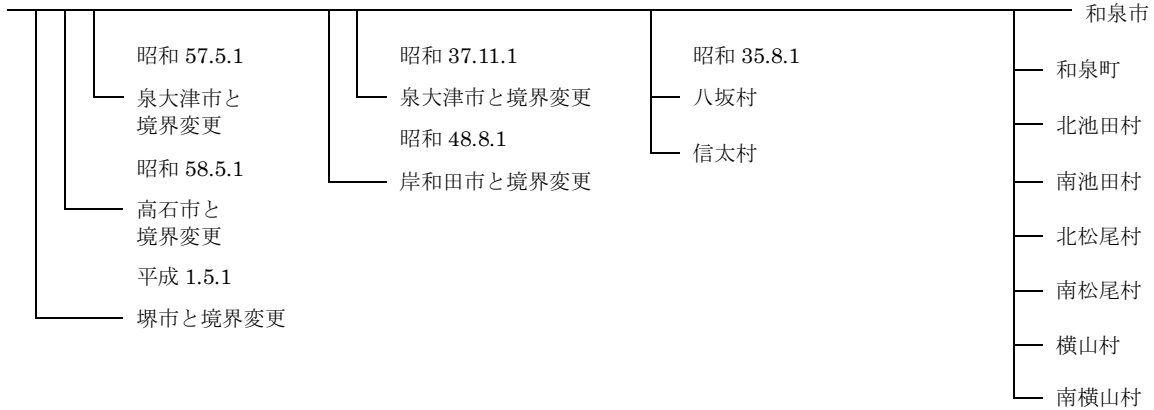 和泉市
昭和 57.5.1
泉大津市と
境界変更
昭和 58.5.1
高石市と
境界変更
平成 1.5.1
堺市と境界変更
昭和 37.11.1
泉大津市と境界変更
昭和 48.8.1
岸和田市と境界変更
昭和 35.8.1
八坂村
信太村
和泉町
北池田村
南池田村
北松尾村
南松尾村
横山村
南横山村